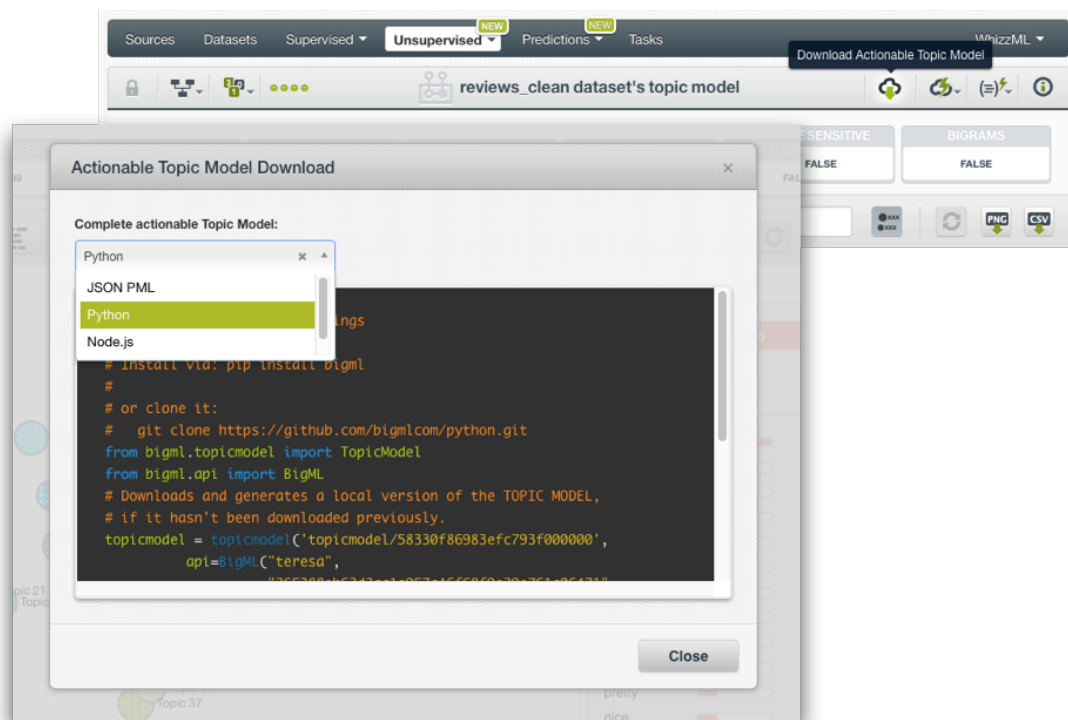 NEW
NEW
Sources Datasets Supervised Unsupervised Predictions Tasks WhizzML
Download Actionable Topic Model
reviews_clean dataset's topic model
SENSITIVE BIGRAMS
FALSE FALSE
PNG CSV
Actionable Topic Model Download
Complete actionable Topic Model:
Python
JSON PML
Python
Node.js
# Install via: pip install bigml
#
# or clone it:
# git clone https://github.com/bigmlcom/python.git
from bigml.topicmodel import TopicModel
from bigml.api import BigML
# Downloads and generates a local version of the TOPIC MODEL,
# if it hasn't been downloaded previously.
topicmodel = topicmodel('topicmodel/58330f86983efc793f000000',
api=BigML("teresa",
Close
Topic 37
pretty
nice